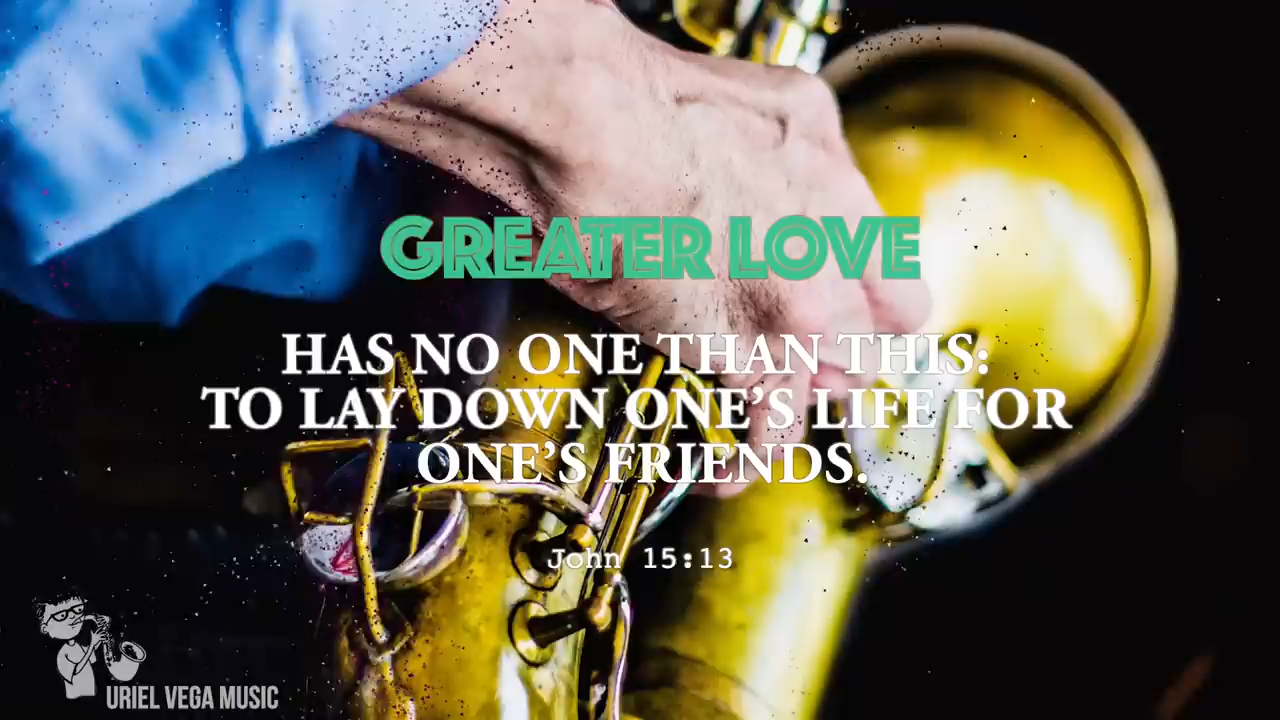 GREATER LOVE
HAS NO ONE THAN THIS:
TO LAY DOWN ONE’S LIFE FOR
ONE’S FRIENDS.
John 15:13
URIEL VEGA MUSIC